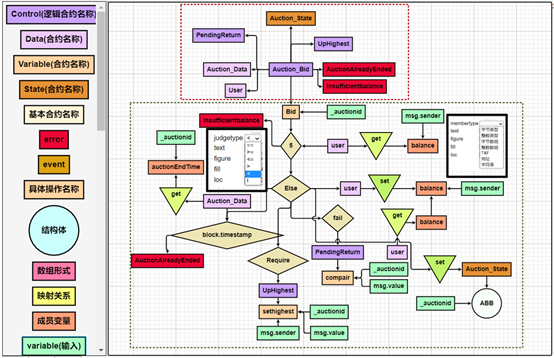 Control(逻辑合约名称)
Data(合约名称)
Variable(合约名称)
State(合约名称)
基本合约名称
error
event
具体操作名称
结构体
数组形式
映射关系
成员变量
variable(输入)
Auction_State
PendingReturn
UpHighest
Auction_Data
Auction_Bid
AuctionAlreadyEnded
User
Insufficientbalance
Bid
_auctionid
msg.sender
Insufficientbalance
judgetype
<
text
figure
fill
loc
==
>=
<=
>
<
!
5
user
get
balance
membertype
text
figure
fill
loc
字节类型
整数类型
字节数组
整数数组
T&F
地址
字符串
_auctionid
auctionEndTime
get
Auction_Data
Else
user
set
balance
msg.sender
fail
get
balance
block.timestamp
PendingReturn
user
AuctionAlreadyEnded
Require
compair
_auctionid
msg.value
set
Auction_State
UpHighest
_auctionid
ABB
sethighest
_auctionid
msg.sender
msg.value